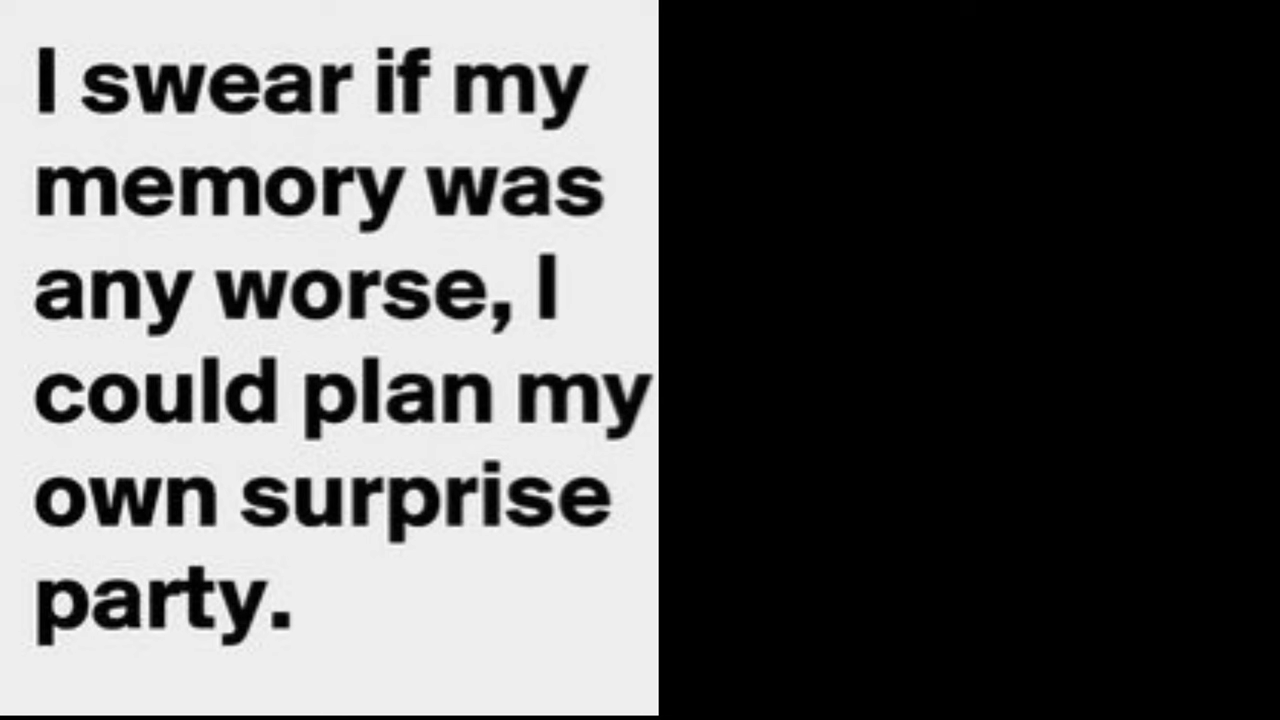 I swear if my
memory was
any worse, I
could plan my
own surprise
party.